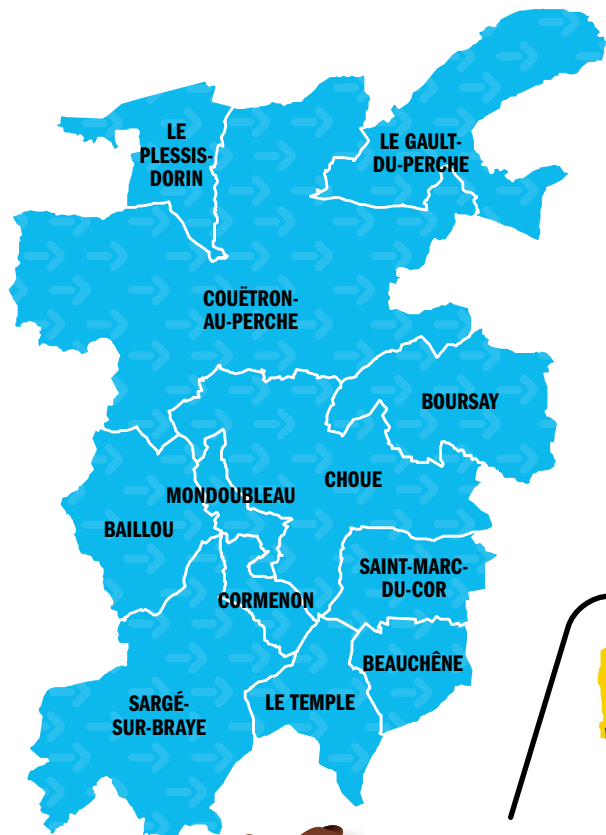 LE
PLESSIS-
DORIN
LE GAULT-
DU-PERCHE
COUËTRON-
AU-PERCHE
BOURSAY
CHOUE
MONDOUBLEAU
BAILLOU
SAINT-MARC-
DU-COR
CORMENON
BEAUCHÊNE
SARGÉ-
SUR-BRAYE
LE TEMPLE